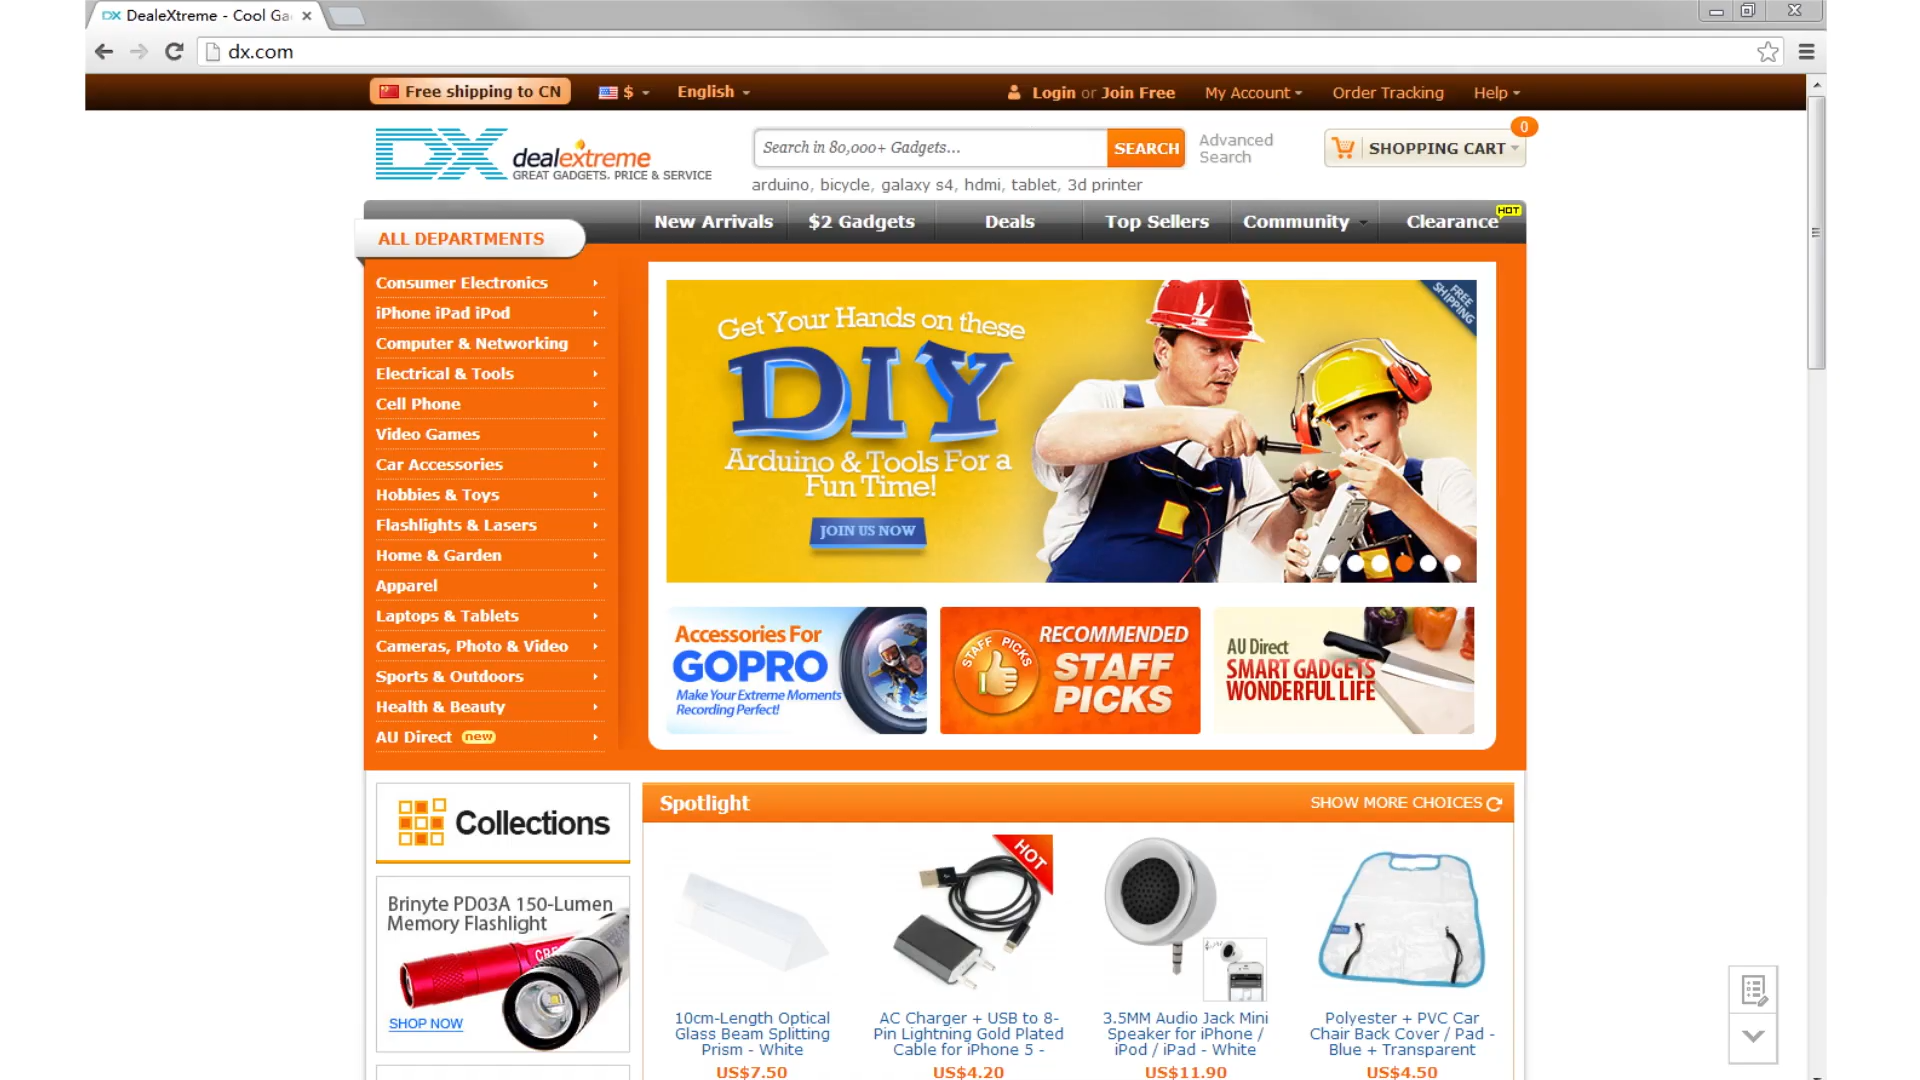 DX DealeXtreme - Cool Ga
dx.com
Free shipping to CN
$
English
Login or Join Free
My Account
Order Tracking
Help
DX dealextreme
GREAT GADGETS. PRICE & SERVICE
Search in 80,000+ Gadgets...
SEARCH
Advanced
Search
SHOPPING CART
0
arduino, bicycle, galaxy s4, hdmi, tablet, 3d printer
New Arrivals
$2 Gadgets
Deals
Top Sellers
Community
Clearance
HOT
ALL DEPARTMENTS
Consumer Electronics
iPhone iPad iPod
Computer & Networking
Electrical & Tools
Cell Phone
Video Games
Car Accessories
Hobbies & Toys
Flashlights & Lasers
Home & Garden
Apparel
Laptops & Tablets
Cameras, Photo & Video
Sports & Outdoors
Health & Beauty
AU Direct new
Get Your Hands on these
DIY
Arduino & Tools For a
Fun Time!
JOIN US NOW
FREE
SHIPPING
Accessories For
GOPRO
Make Your Extreme Moments
Recording Perfect!
STAFF PICKS
RECOMMENDED
STAFF
PICKS
AU Direct
SMART GADGETS
WONDERFUL LIFE
Collections
Brinyte PD03A 150-Lumen
Memory Flashlight
CRE
SHOP NOW
Spotlight
SHOW MORE CHOICES
HOT
10cm-Length Optical
Glass Beam Splitting
Prism - White
US$7.50
AC Charger + USB to 8-
Pin Lightning Gold Plated
Cable for iPhone 5 -
US$4.20
3.5MM Audio Jack Mini
Speaker for iPhone /
iPod / iPad - White
US$11.90
Polyester + PVC Car
Chair Back Cover / Pad -
Blue + Transparent
US$4.50